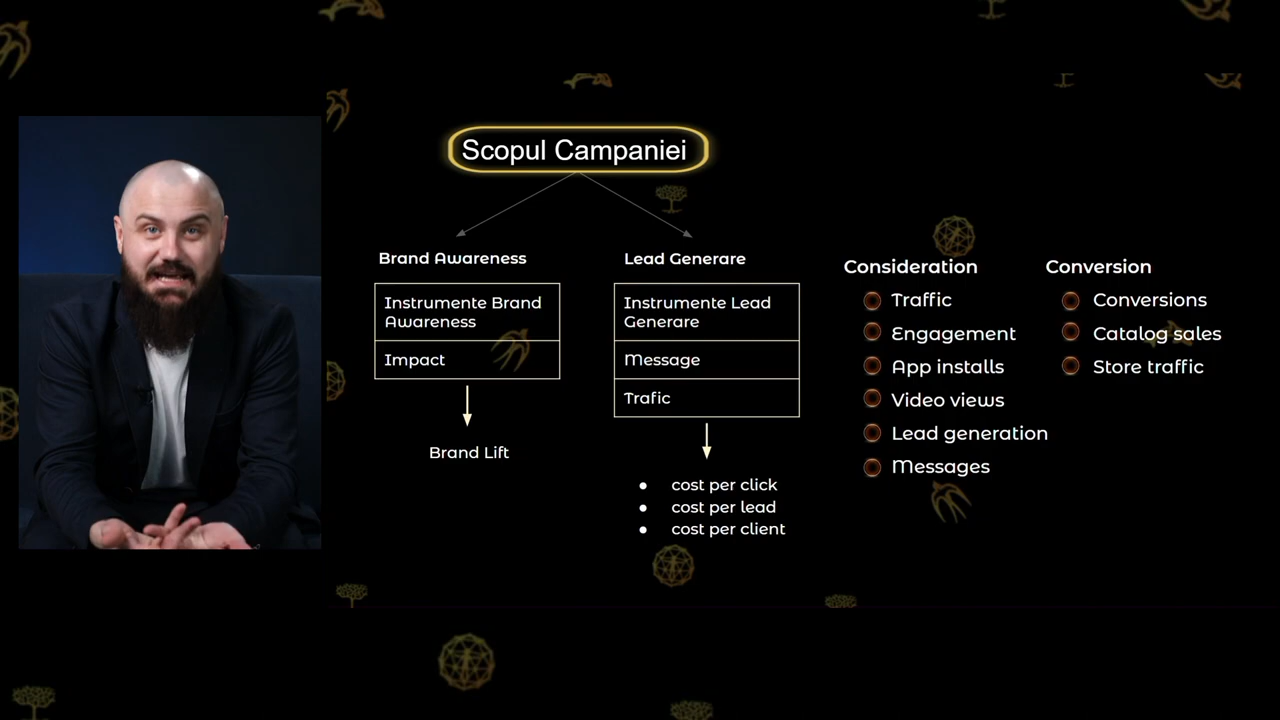 Scopul Campaniei
Brand Awareness
Instrumente Brand
Awareness
Impact
Brand Lift
Lead Generare
Instrumente Lead
Generare
Message
Trafic
cost per click
cost per lead
cost per client
Consideration
Traffic
Engagement
App installs
Video views
Lead generation
Messages
Conversion
Conversions
Catalog sales
Store traffic